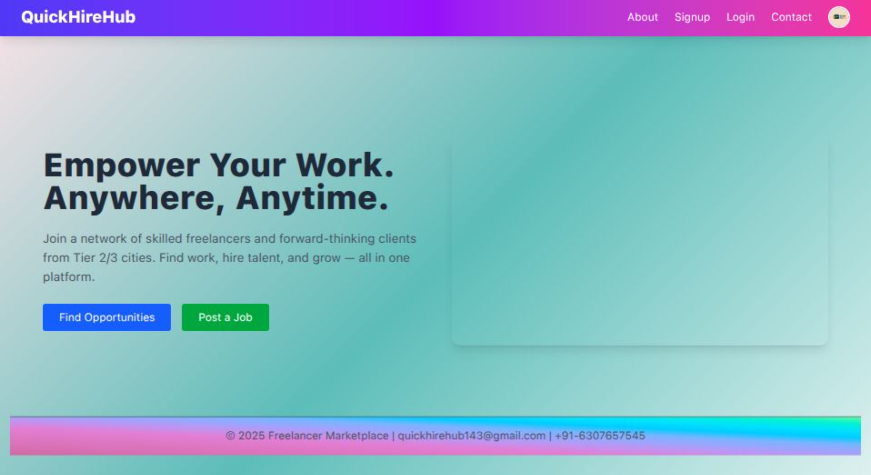 QuickHireHub
About Signup Login Contact
Empower Your Work.
Anywhere, Anytime.
Join a network of skilled freelancers and forward-thinking clients
from Tier 2/3 cities. Find work, hire talent, and grow — all in one
platform.
Find Opportunities Post a Job
© 2025 Freelancer Marketplace | quickhirehub143@gmail.com | +91-6307657545